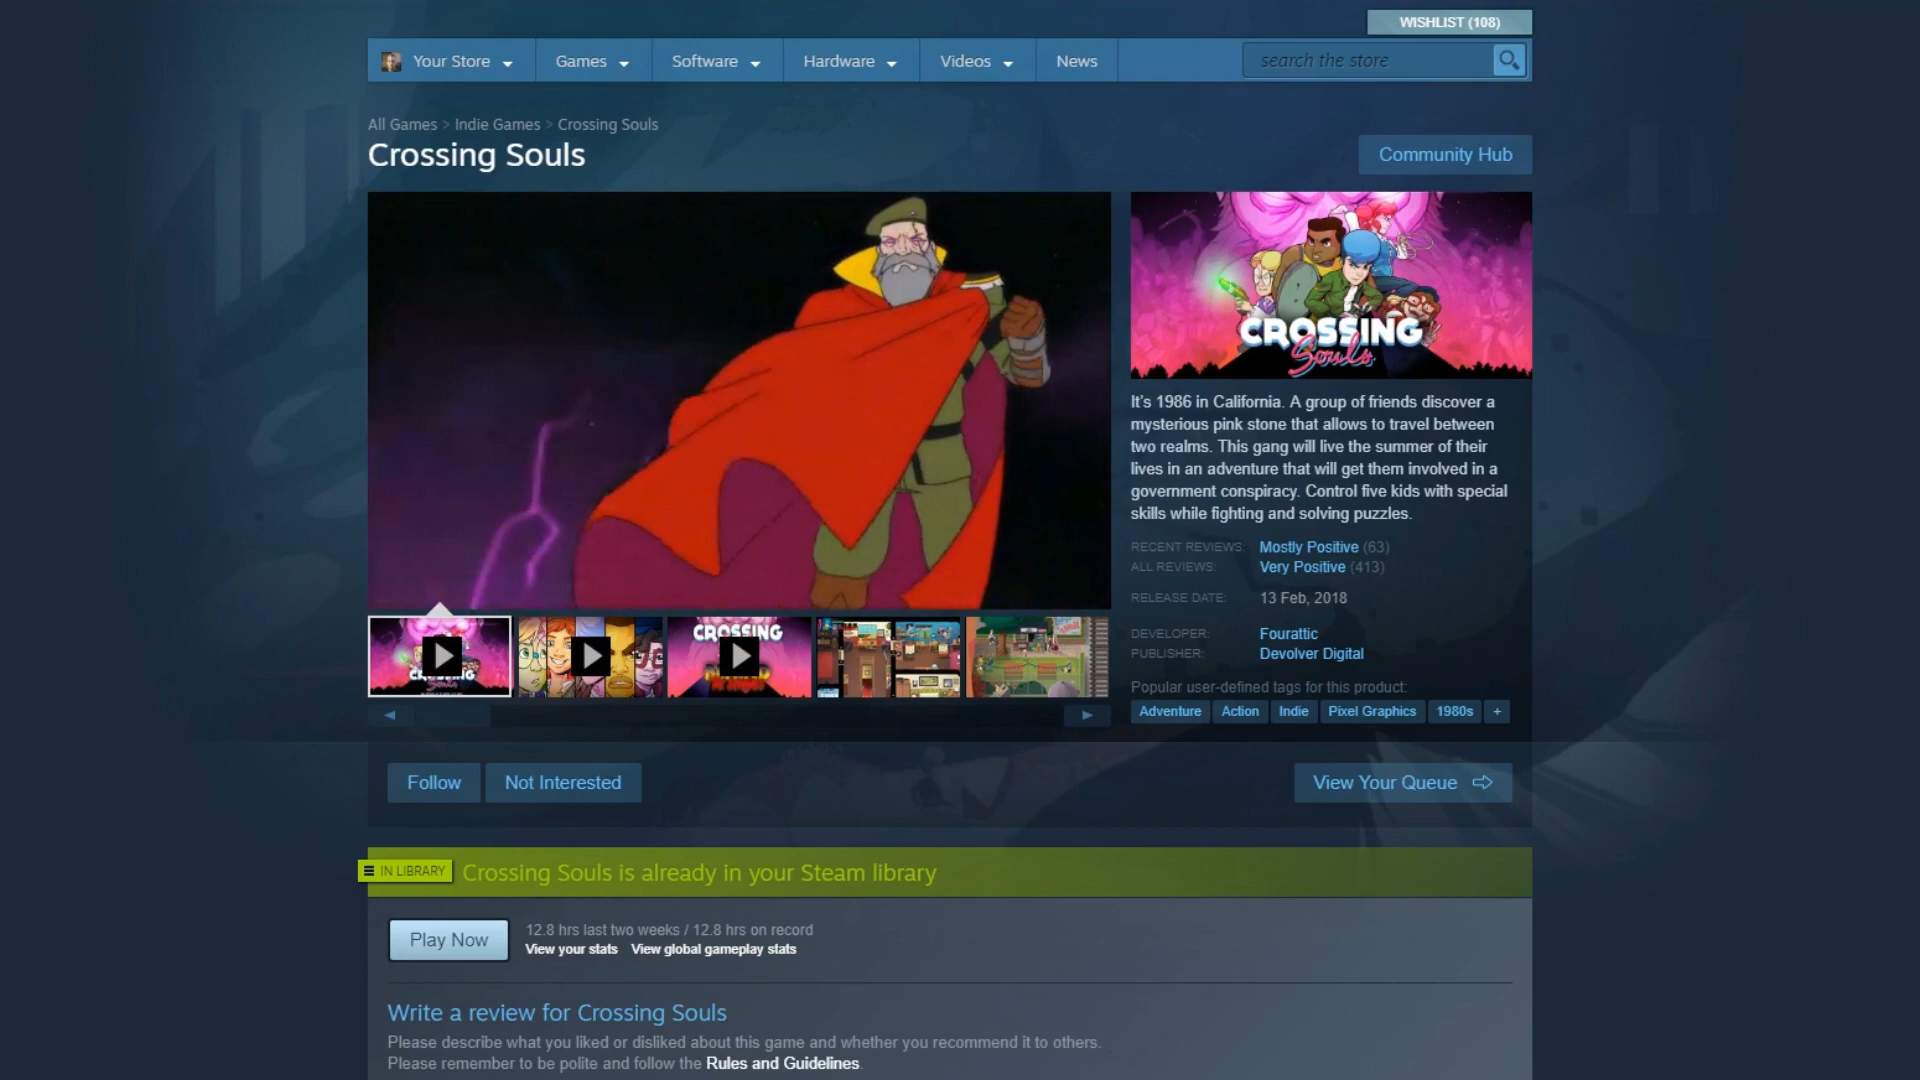 WISHLIST (108)
Your Store
Games
Software
Hardware
Videos
News
search the store
All Games > Indie Games > Crossing Souls
Crossing Souls
Community Hub
CROSSING
Souls
It's 1986 in California. A group of friends discover a
mysterious pink stone that allows to travel between
two realms. This gang will live the summer of their
lives in an adventure that will get them involved in a
government conspiracy. Control five kids with special
skills while fighting and solving puzzles.
RECENT REVIEWS: Mostly Positive (63)
ALL REVIEWS: Very Positive (413)
RELEASE DATE: 13 Feb, 2018
DEVELOPER: Fourattic
PUBLISHER: Devolver Digital
Popular user-defined tags for this product:
Adventure Action Indie Pixel Graphics 1980s +
CROSSING
Follow
Not Interested
View Your Queue
IN LIBRARY
Crossing Souls is already in your Steam library
Play Now
12.8 hrs last two weeks / 12.8 hrs on record
View your stats View global gameplay stats
Write a review for Crossing Souls
Please describe what you liked or disliked about this game and whether you recommend it to others.
Please remember to be polite and follow the Rules and Guidelines.